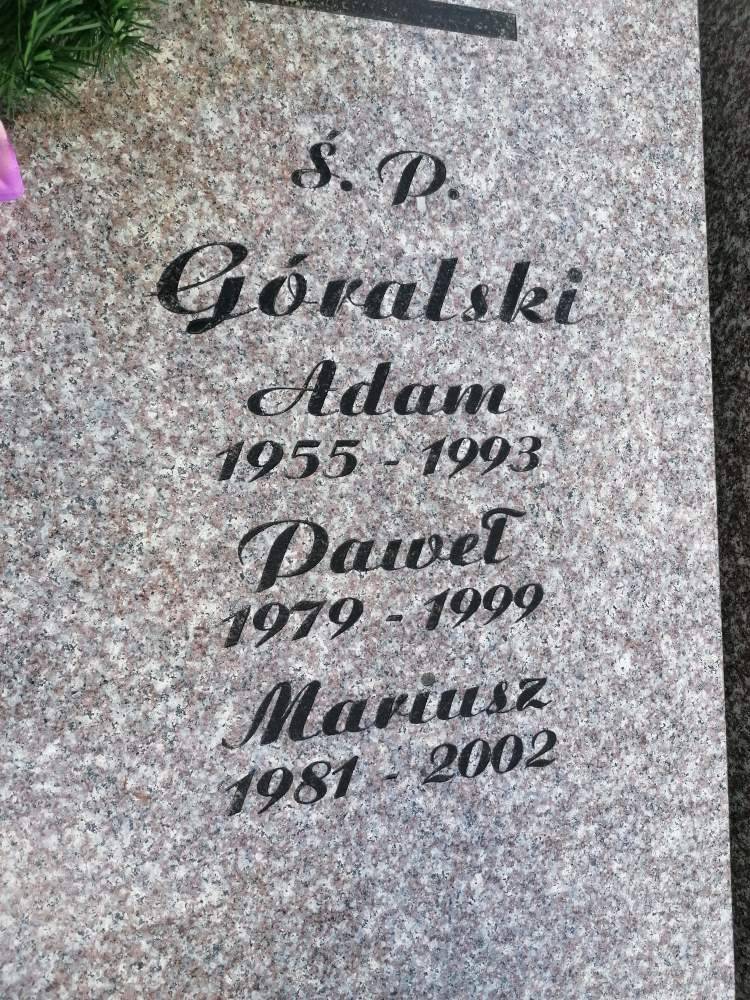 Ś. P.
Góralski
Adam
1955 - 1993
Paweł
1979 - 1999
Mariusz
1981 - 2002